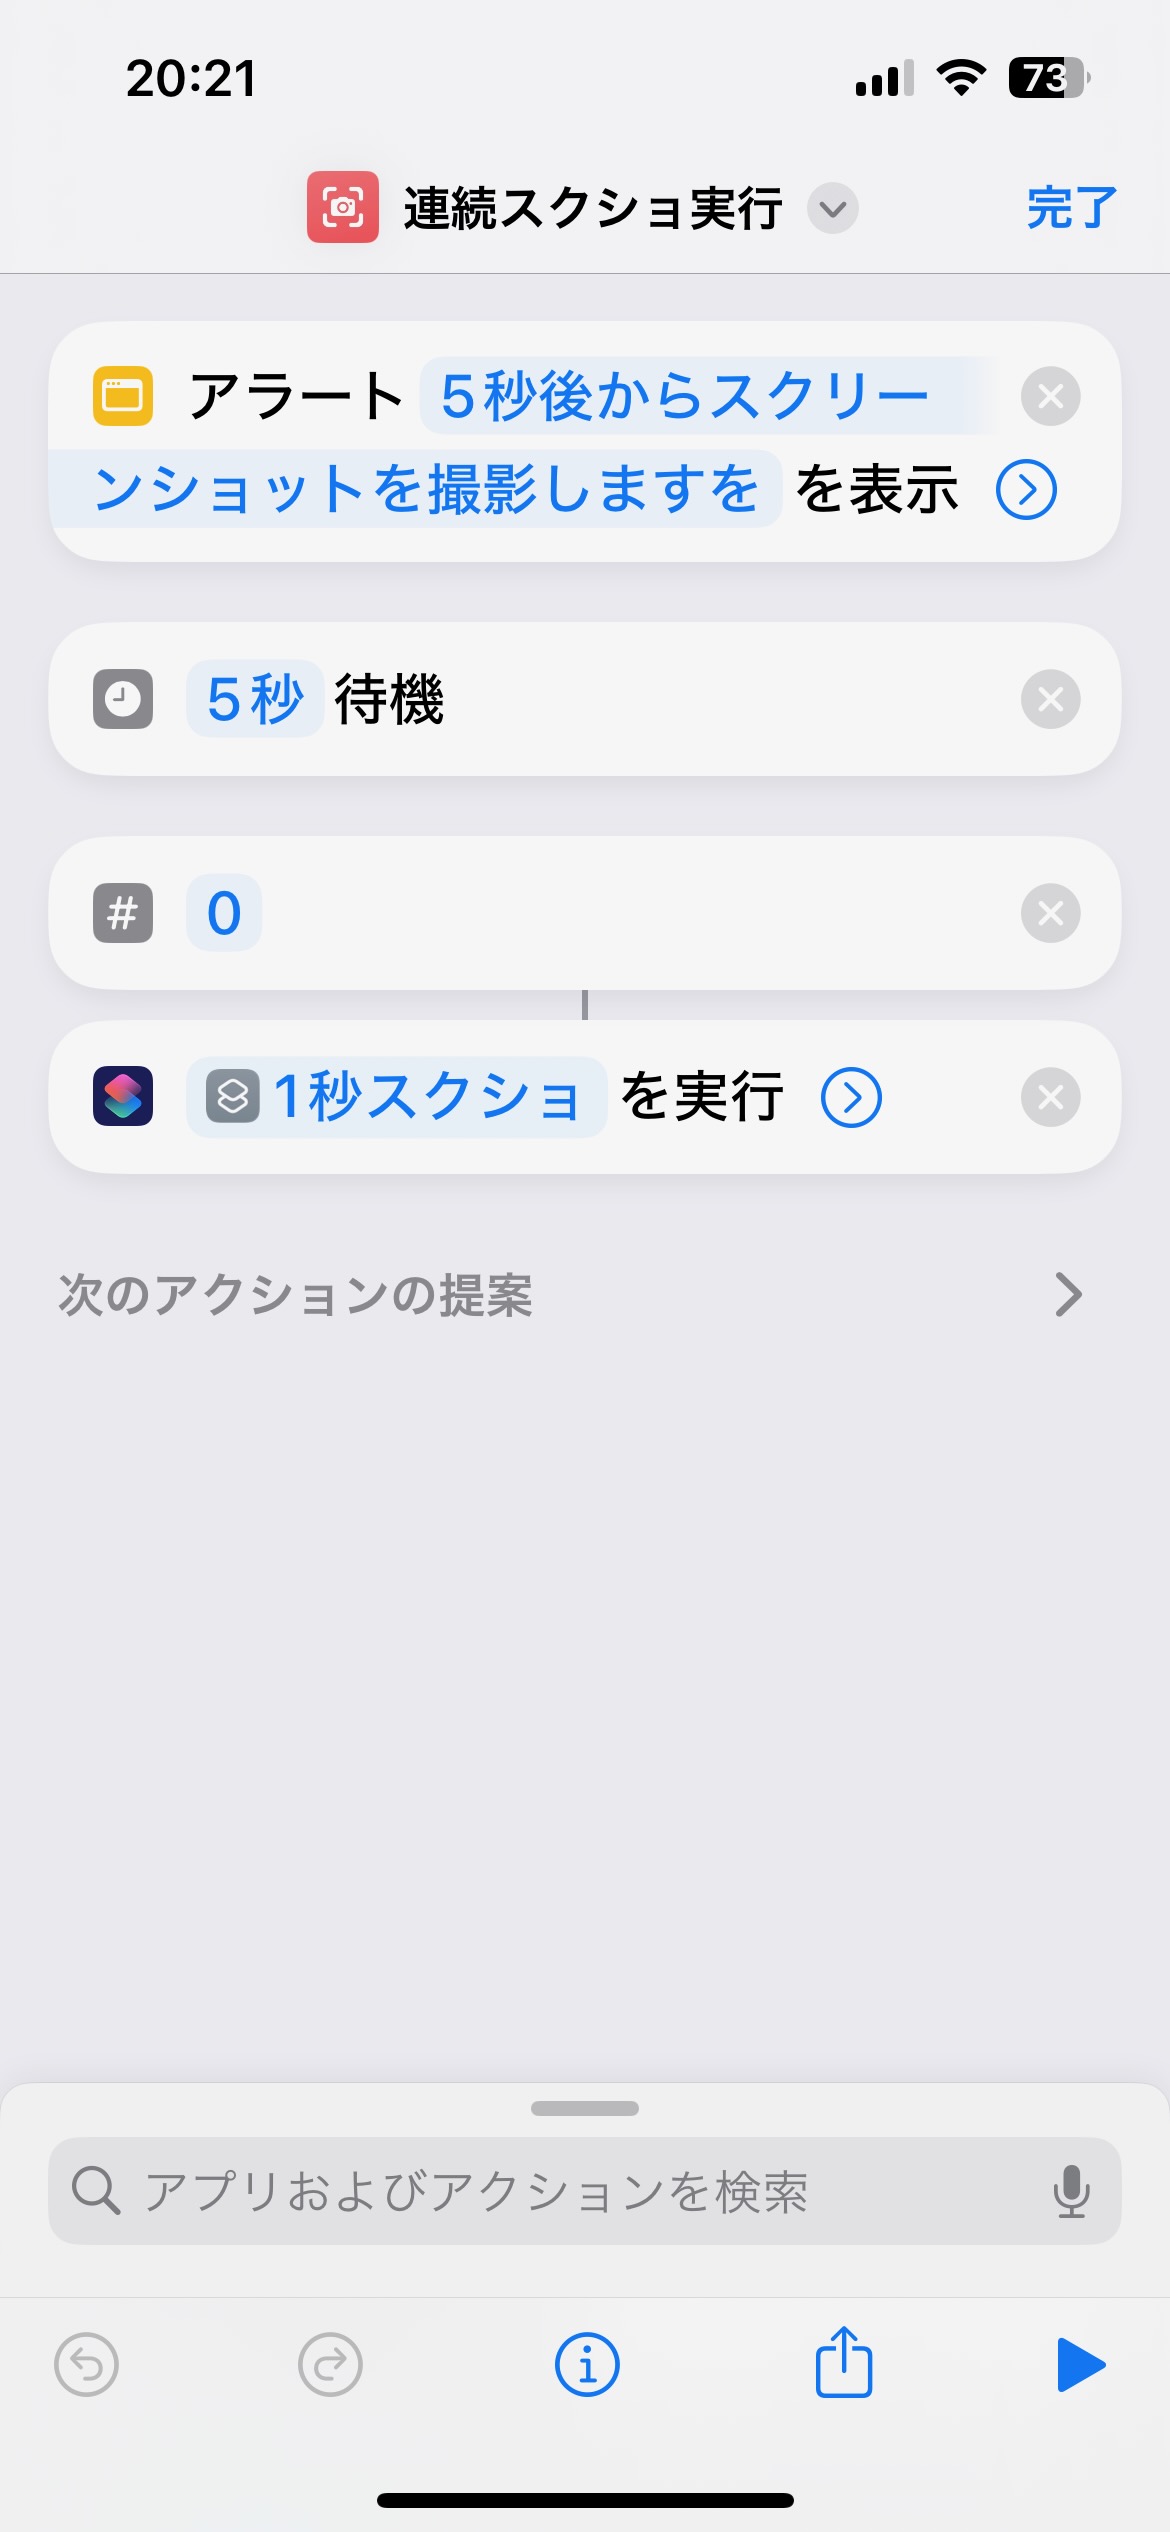 20:21
73
連続スクショ実行
完了
アラート 5秒後からスクリー
ンショットを撮影しますを を表示
5秒 待機
# 0
1秒スクショ を実行
次のアクションの提案
アプリおよびアクションを検索